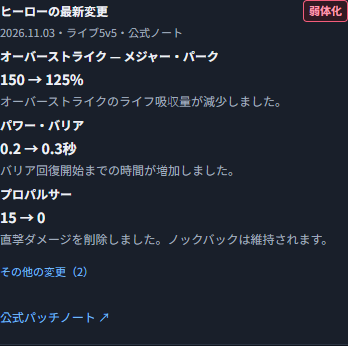 ヒーローの最新変更
弱体化
2026.11.03・ライブ5v5・公式ノート
オーバーストライク — メジャー・パーク
150 → 125%
オーバーストライクのライフ吸収量が減少しました。
パワー・バリア
0.2 → 0.3秒
バリア回復開始までの時間が増加しました。
プロパルサー
15 → 0
直撃ダメージを削除しました。ノックバックは維持されます。
その他の変更（2）
公式パッチノート ↗